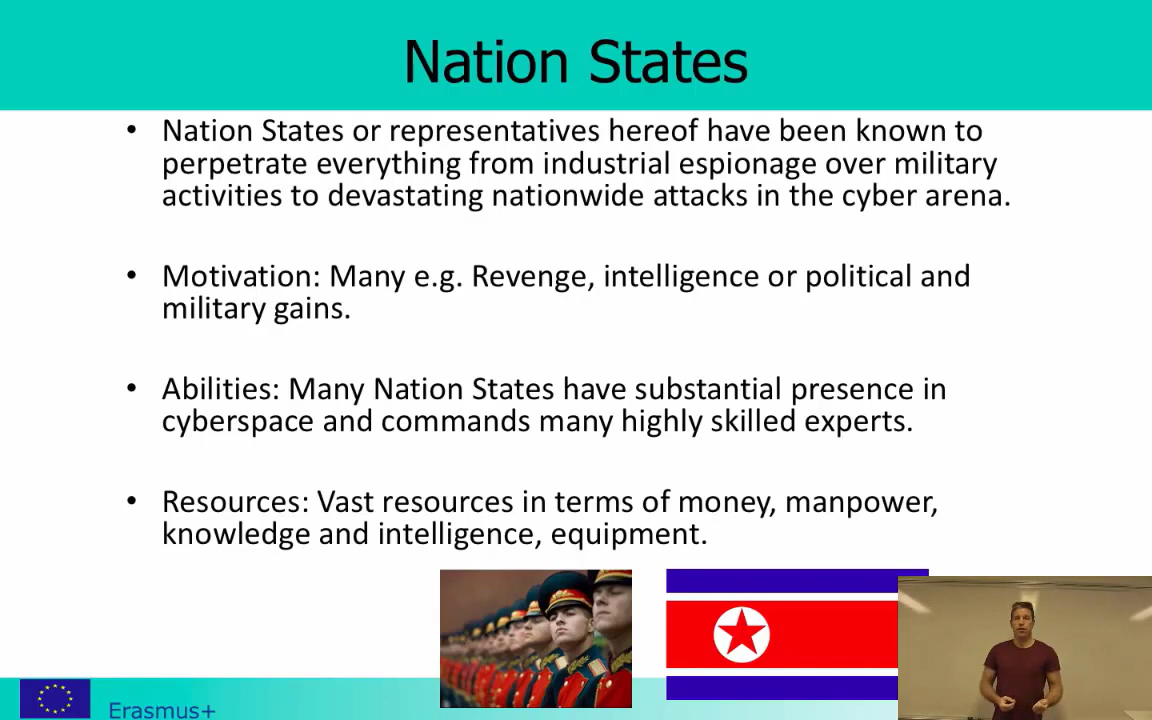 Nation States
• Nation States or representatives hereof have been known to
perpetrate everything from industrial espionage over military
activities to devastating nationwide attacks in the cyber arena.
• Motivation: Many e.g. Revenge, intelligence or political and
military gains.
• Abilities: Many Nation States have substantial presence in
cyberspace and commands many highly skilled experts.
• Resources: Vast resources in terms of money, manpower,
knowledge and intelligence, equipment.
Erasmus+